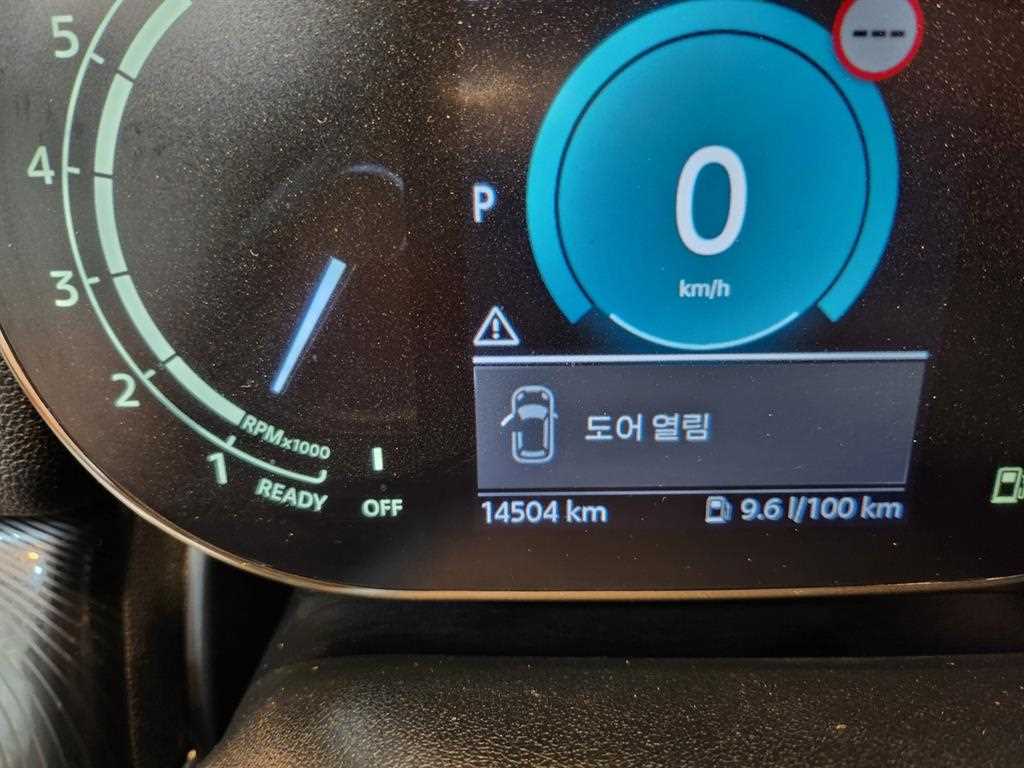 5
4
3
2
1
RPMx1000
READY
OFF
---
P
0
km/h
도어 열림
14504 km
9.6 l/100 km